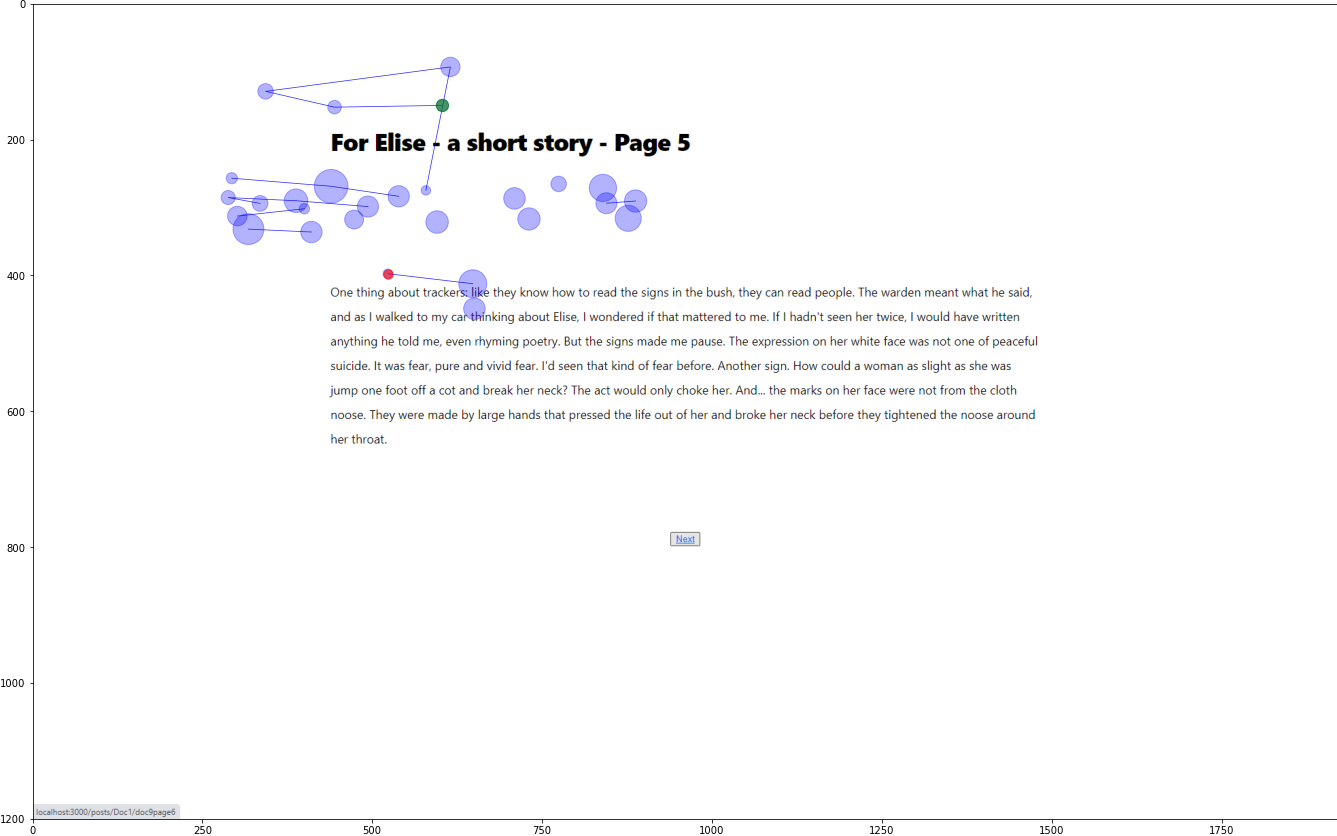 0
200
For Elise - a short story - Page 5
400
One thing about trackers: like they know how to read the signs in the bush, they can read people. The warden meant what he said,
and as I walked to my car thinking about Elise, I wondered if that mattered to me. If I hadn't seen her twice, I would have written
anything he told me, even rhyming poetry. But the signs made me pause. The expression on her white face was not one of peaceful
suicide. It was fear, pure and vivid fear. I'd seen that kind of fear before. Another sign. How could a woman as slight as she was
jump one foot off a cot and break her neck? The act would only choke her. And... the marks on her face were not from the cloth
600
noose. They were made by large hands that pressed the life out of her and broke her neck before they tightened the noose around
her throat.
Next
800
1000
localhost:3000/posts/Doc1/doc9page6
1200
0 250 500 750 1000 1250 1500 1750